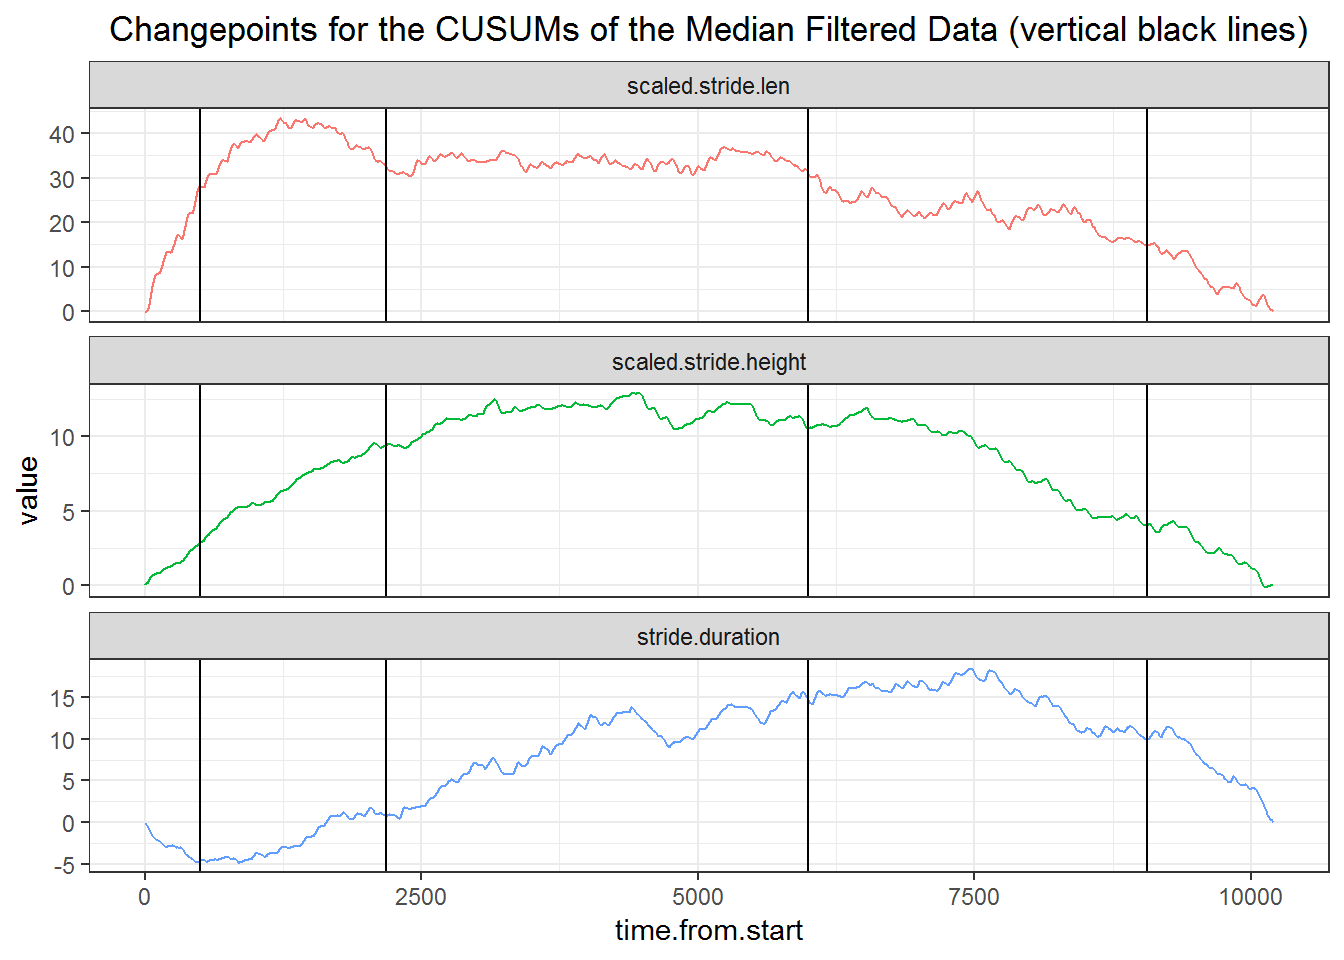 Changepoints for the CUSUMs of the Median Filtered Data (vertical black lines)
scaled.stride.len
40
30
20
10
0
scaled.stride.height
10
5
0
value
stride.duration
15
10
5
0
-5
0 2500 5000 7500 10000
time.from.start